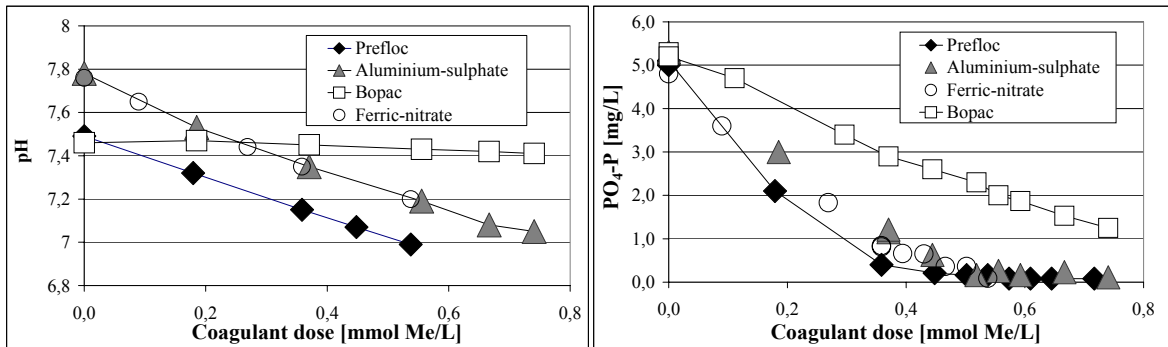 8
7,8
7,6
7,4
7,2
7
6,8
pH
0,0
0,2
0,4
0,6
0,8
Coagulant dose [mmol Me/L]
Prefloc
Aluminium-sulphate
Bopac
Ferric-nitrate
6,0
5,0
4,0
3,0
2,0
1,0
0,0
PO4-P [mg/L]
0,0
0,2
0,4
0,6
0,8
Coagulant dose [mmol Me/L]
Prefloc
Aluminium-sulphate
Ferric-nitrate
Bopac